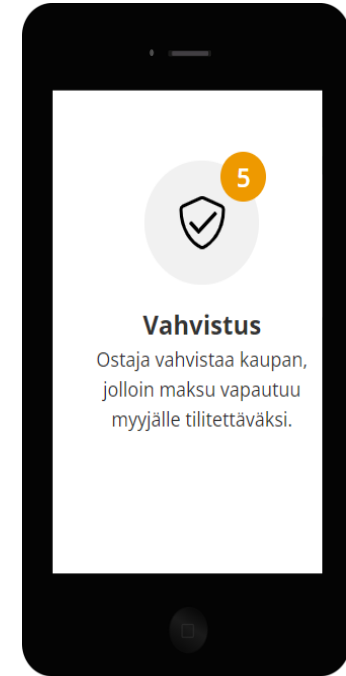 5
Vahvistus
Ostaja vahvistaa kaupan,
jolloin maksu vapautuu
myyjälle tilitettäväksi.